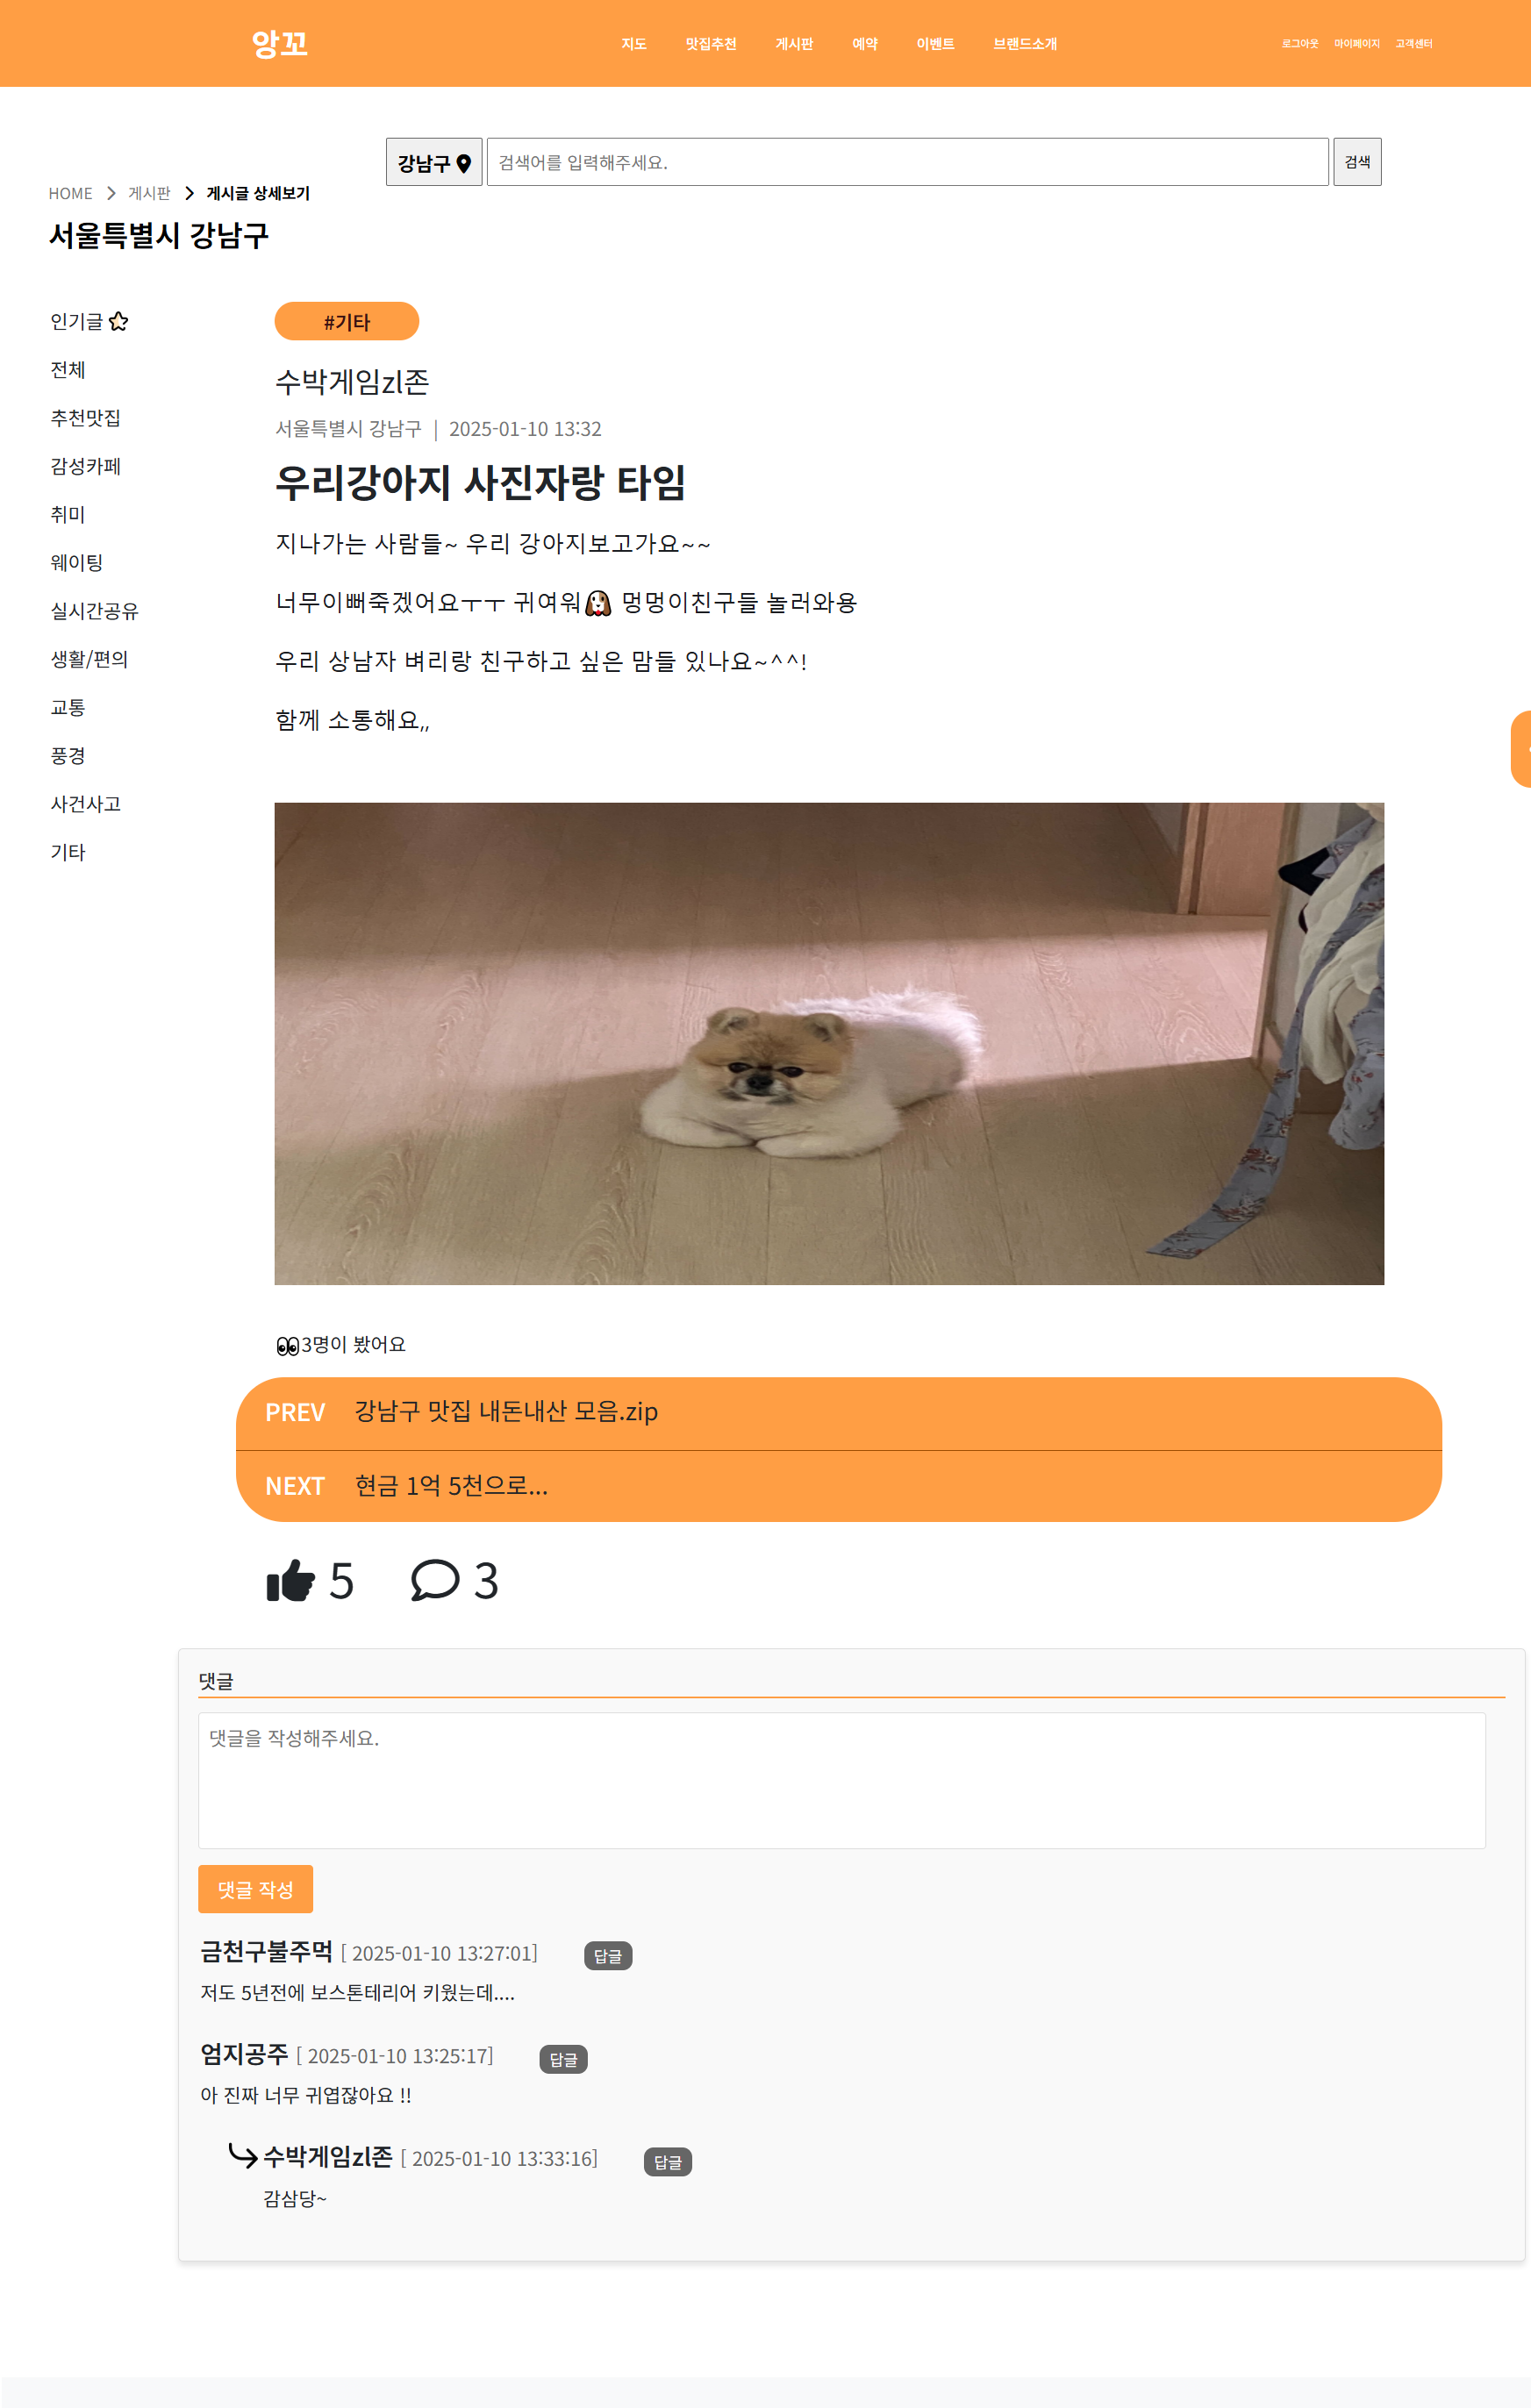 앙꼬
지도 맛집추천 게시판 예약 이벤트 브랜드소개
로그아웃 마이페이지 고객센터
강남구 검색어를 입력해주세요. 검색
HOME 게시판 게시글 상세보기
서울특별시 강남구
인기글
전체
추천맛집
감성카페
취미
웨이팅
실시간공유
생활/편의
교통
풍경
사건사고
기타
#기타
수박게임zl존
서울특별시 강남구 | 2025-01-10 13:32
우리강아지 사진자랑 타임
지나가는 사람들~ 우리 강아지보고가요~~
너무이뻐죽겠어요ㅜㅜ 귀여워🐶 멍멍이친구들 놀러와용
우리 상남자 벼리랑 친구하고 싶은 맘들 있나요~^^!
함께 소통해요,,
👀3명이 봤어요
PREV 강남구 맛집 내돈내산 모음.zip
NEXT 현금 1억 5천으로...
5 3
댓글
댓글을 작성해주세요.
댓글 작성
금천구불주먹 [ 2025-01-10 13:27:01] 답글
저도 5년전에 보스톤테리어 키웠는데....
엄지공주 [ 2025-01-10 13:25:17] 답글
아 진짜 너무 귀엽잖아요 !!
수박게임zl존 [ 2025-01-10 13:33:16] 답글
감삼당~